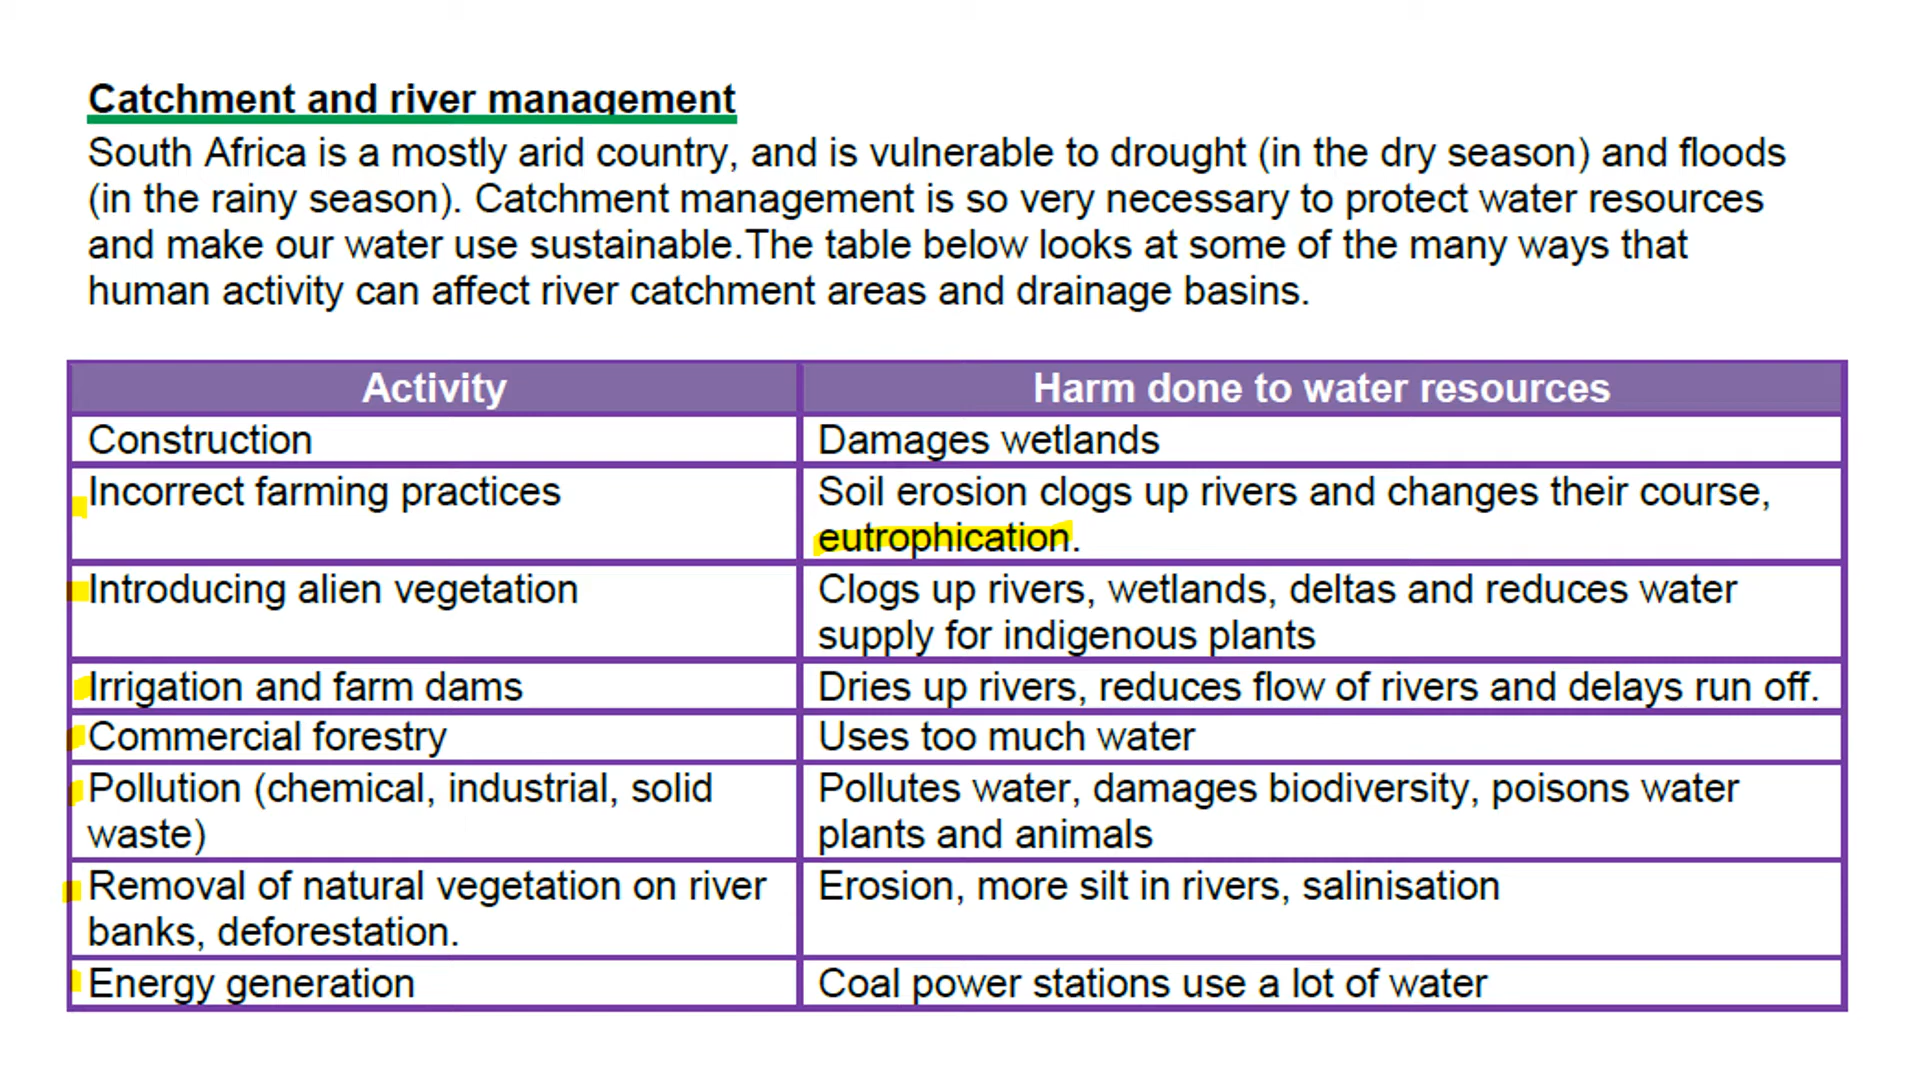 Catchment and river management
South Africa is a mostly arid country, and is vulnerable to drought (in the dry season) and floods
(in the rainy season). Catchment management is so very necessary to protect water resources
and make our water use sustainable.The table below looks at some of the many ways that
human activity can affect river catchment areas and drainage basins.
Activity Harm done to water resources
Construction Damages wetlands
Incorrect farming practices Soil erosion clogs up rivers and changes their course,
eutrophication.
Introducing alien vegetation Clogs up rivers, wetlands, deltas and reduces water
supply for indigenous plants
Irrigation and farm dams Dries up rivers, reduces flow of rivers and delays run off.
Commercial forestry Uses too much water
Pollution (chemical, industrial, solid
waste)
Pollutes water, damages biodiversity, poisons water
plants and animals
Removal of natural vegetation on river
banks, deforestation.
Erosion, more silt in rivers, salinisation
Energy generation Coal power stations use a lot of water